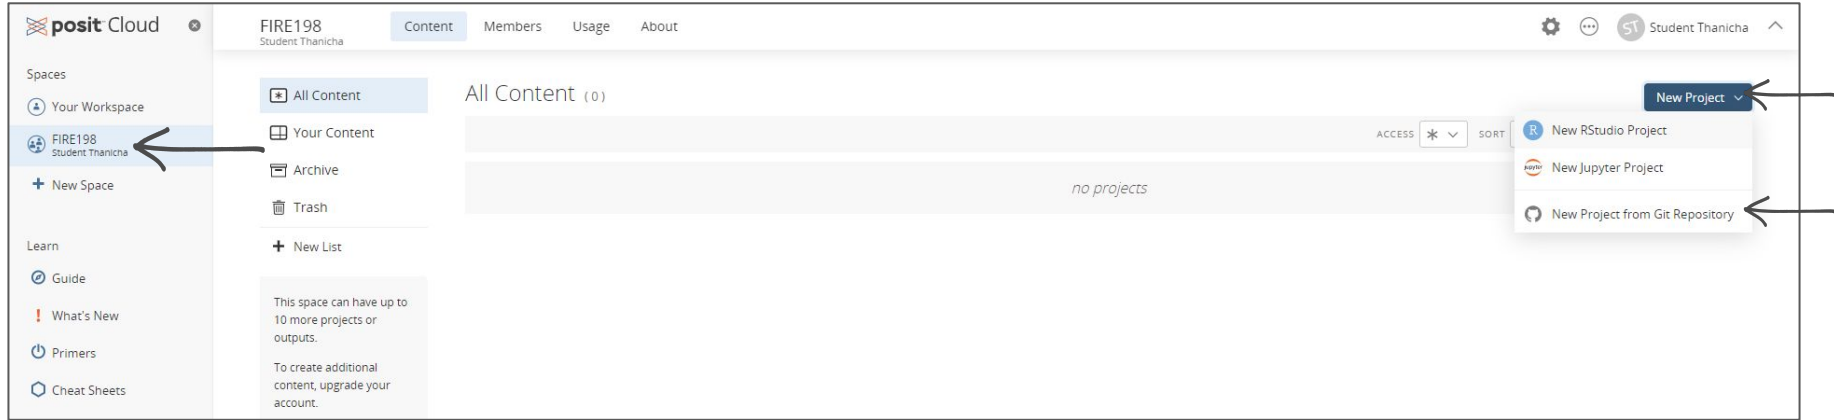 posit Cloud
Spaces
Your Workspace
FIRE198
Student Thanicha
New Space
Learn
Guide
What's New
Primers
Cheat Sheets
FIRE198
Student Thanicha
Content
Members
Usage
About
ST
Student Thanicha
All Content
Your Content
Archive
Trash
New List
This space can have up to
10 more projects or
outputs.
To create additional
content, upgrade your
account.
All Content (0)
New Project
ACCESS
SORT
no projects
R
New RStudio Project
Jupyter
New Jupyter Project
New Project from Git Repository